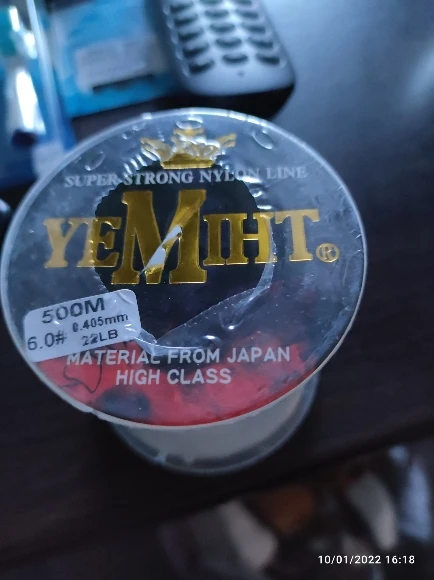 SUPER STRONG NYLON LINE
YEMIHT®
500M
0.405mm
6.0# 22LB
MATERIAL FROM JAPAN
HIGH CLASS
10/01/2022 16:18